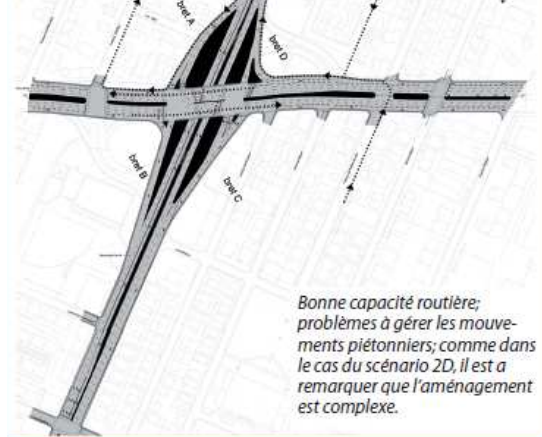 bret A
bret D
bret B
bret C
Bonne capacité routière;
problèmes à gérer les mouve-
ments piétonniers; comme dans
le cas du scénario 2D, il est a
remarquer que l'aménagement
est complexe.